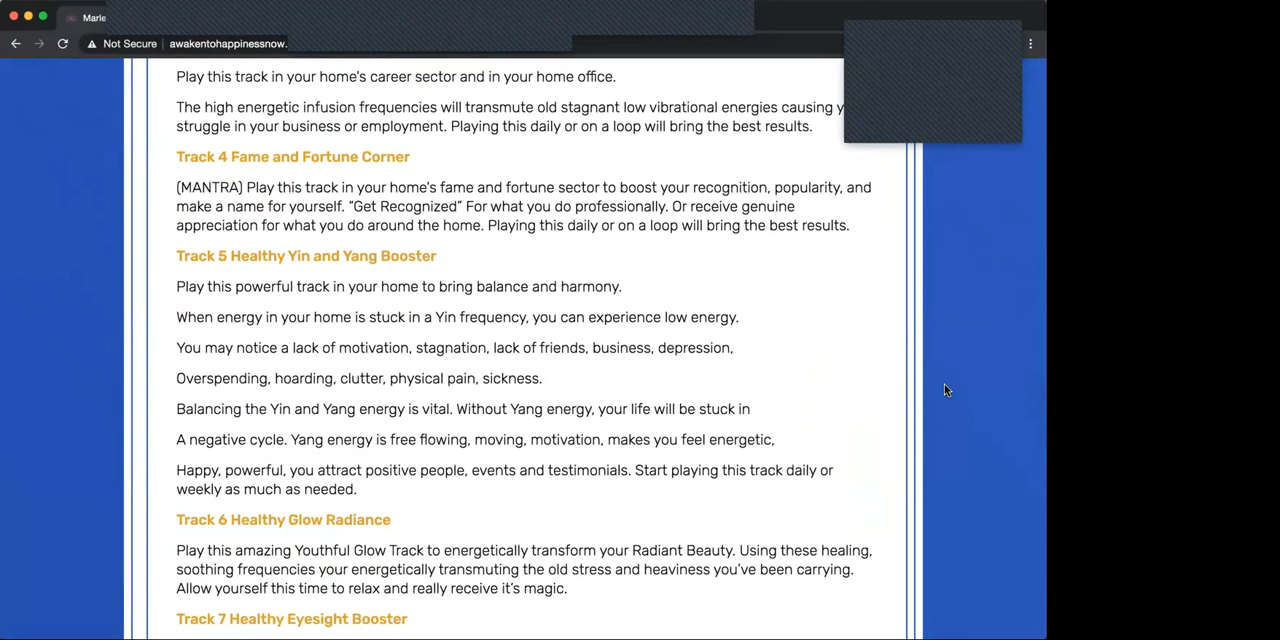 Marle
Not Secure
awakentohappinessnow.
Play this track in your home's career sector and in your home office.
The high energetic infusion frequencies will transmute old stagnant low vibrational energies causing
struggle in your business or employment. Playing this daily or on a loop will bring the best results.
Track 4 Fame and Fortune Corner
(MANTRA) Play this track in your home's fame and fortune sector to boost your recognition, popularity, and
make a name for yourself. “Get Recognized” For what you do professionally. Or receive genuine
appreciation for what you do around the home. Playing this daily or on a loop will bring the best results.
Track 5 Healthy Yin and Yang Booster
Play this powerful track in your home to bring balance and harmony.
When energy in your home is stuck in a Yin frequency, you can experience low energy.
You may notice a lack of motivation, stagnation, lack of friends, business, depression,
Overspending, hoarding, clutter, physical pain, sickness.
Balancing the Yin and Yang energy is vital. Without Yang energy, your life will be stuck in
A negative cycle. Yang energy is free flowing, moving, motivation, makes you feel energetic,
Happy, powerful, you attract positive people, events and testimonials. Start playing this track daily or
weekly as much as needed.
Track 6 Healthy Glow Radiance
Play this amazing Youthful Glow Track to energetically transform your Radiant Beauty. Using these healing,
soothing frequencies your energetically transmuting the old stress and heaviness you’ve been carrying.
Allow yourself this time to relax and really receive it’s magic.
Track 7 Healthy Eyesight Booster